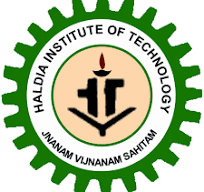 HALDIA INSTITUTE OF TECHNOLOGY
JNANAM VIJNANAM SAHITAM